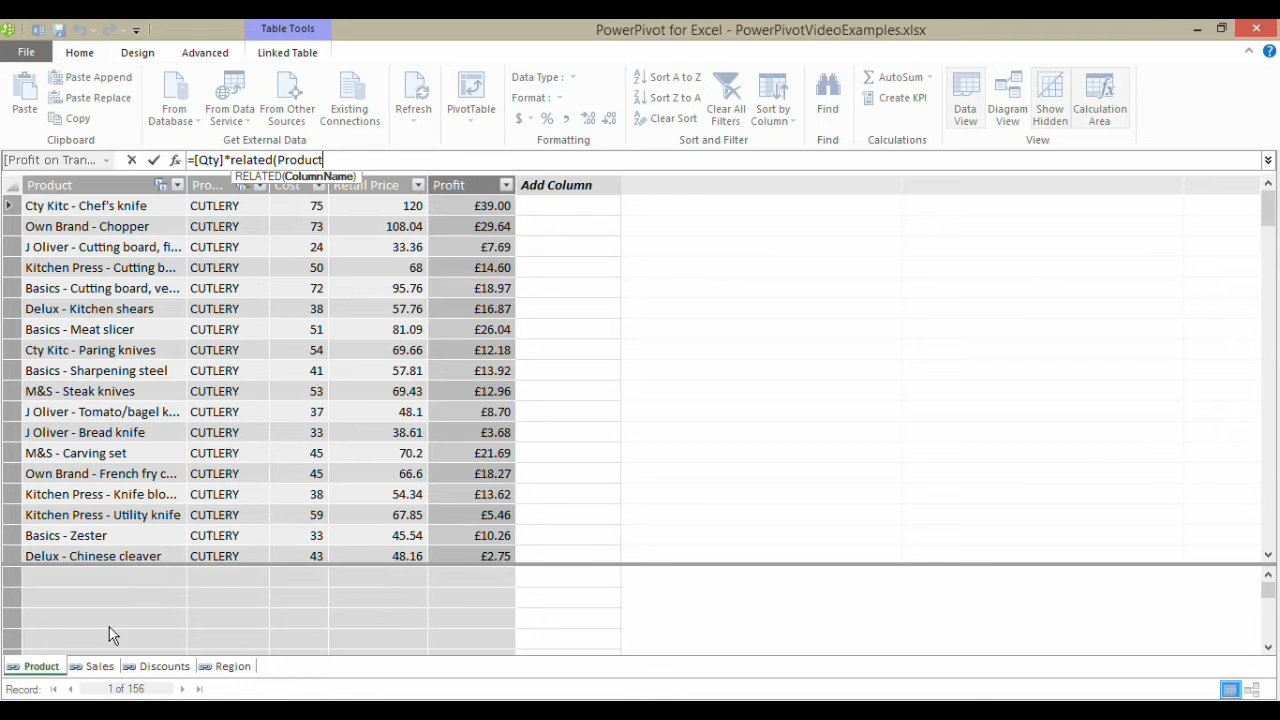 Table Tools
PowerPivot for Excel - PowerPivotVideoExamples.xlsx
File Home Design Advanced Linked Table
Paste
Paste Append
Paste Replace
Copy
Clipboard
From Database
From Data Service
From Other Sources
Existing Connections
Get External Data
Refresh
PivotTable
Data Type :
Format :
$ % ,
Formatting
Sort A to Z
Sort Z to A
Clear Sort
Clear All Filters
Sort by Column
Sort and Filter
Find
Find
AutoSum
Create KPI
Calculations
Data View
Diagram View
Show Hidden
Calculation Area
View
[Profit on Tran... fx =[Qty]*related(Product
RELATED(ColumnName)
Product Pro... Cost Retail Price Profit Add Column
Cty Kitc - Chef's knife CUTLERY 75 120 £39.00
Own Brand - Chopper CUTLERY 73 108.04 £29.64
J Oliver - Cutting board, fi... CUTLERY 24 33.36 £7.69
Kitchen Press - Cutting b... CUTLERY 50 68 £14.60
Basics - Cutting board, ve... CUTLERY 72 95.76 £18.97
Delux - Kitchen shears CUTLERY 38 57.76 £16.87
Basics - Meat slicer CUTLERY 51 81.09 £26.04
Cty Kitc - Paring knives CUTLERY 54 69.66 £12.18
Basics - Sharpening steel CUTLERY 41 57.81 £13.92
M&S - Steak knives CUTLERY 53 69.43 £12.96
J Oliver - Tomato/bagel k... CUTLERY 37 48.1 £8.70
J Oliver - Bread knife CUTLERY 33 38.61 £3.68
M&S - Carving set CUTLERY 45 70.2 £21.69
Own Brand - French fry c... CUTLERY 45 66.6 £18.27
Kitchen Press - Knife blo... CUTLERY 38 54.34 £13.62
Kitchen Press - Utility knife CUTLERY 59 67.85 £5.46
Basics - Zester CUTLERY 33 45.54 £10.26
Delux - Chinese cleaver CUTLERY 43 48.16 £2.75
Product Sales Discounts Region
Record: 1 of 156